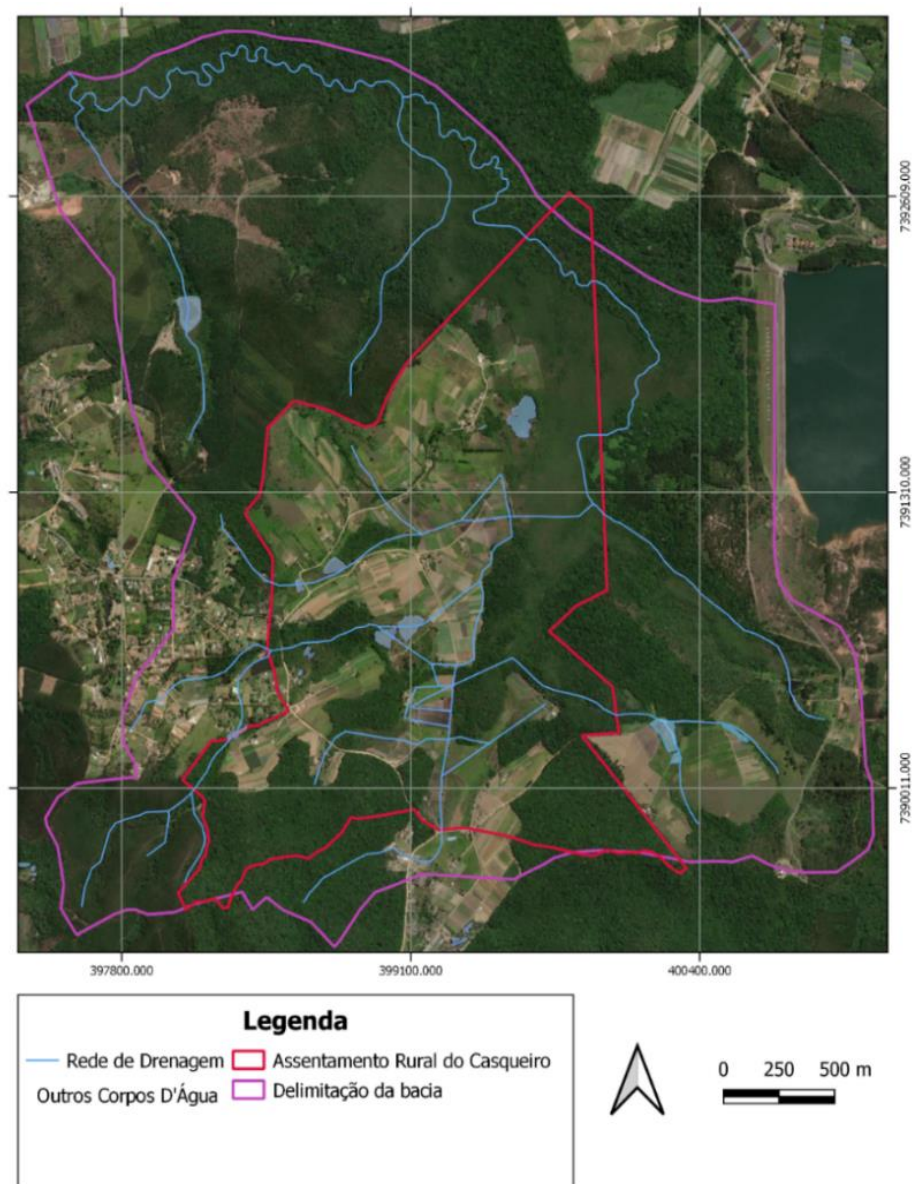 7392609.000
7391310.000
7390011.000
397800.000 399100.000 400400.000
Legenda
Rede de Drenagem Assentamento Rural do Casqueiro
Outros Corpos D'Água Delimitação da bacia
0 250 500 m